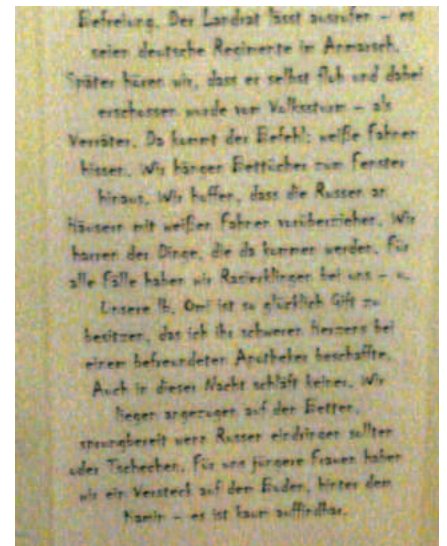 Befreiung. Der Landrat lässt ausrufen – es
seien deutsche Regimente im Anmarsch.
Später hören wir, dass er selbst floh und dabei
erschossen wurde vom Volkssturm – als
Verräter. Da kommt der Befehl: weiße Fahnen
hissen. Wir hängen Bettücher zum Fenster
hinaus. Wir hoffen, dass die Russen an
Häusern mit weißen Fahnen vorüberziehen. Wir
harren der Dinge, die da kommen werden. Für
alle Fälle haben wir Rasierklingen bei uns – u.
Unsere lb. Omi ist so glücklich Gift zu
besitzen, das ich ihr schweren Herzens bei
einem befreundeten Apotheker beschaffte.
Auch in dieser Nacht schläft keiner. Wir
liegen angezogen auf den Betten,
sprungbereit wenn Russen eindringen sollten
oder Tschechen. Für uns jüngere Frauen haben
wir ein Versteck auf dem Boden, hinter dem
Kamin – es ist kaum auffindbar.